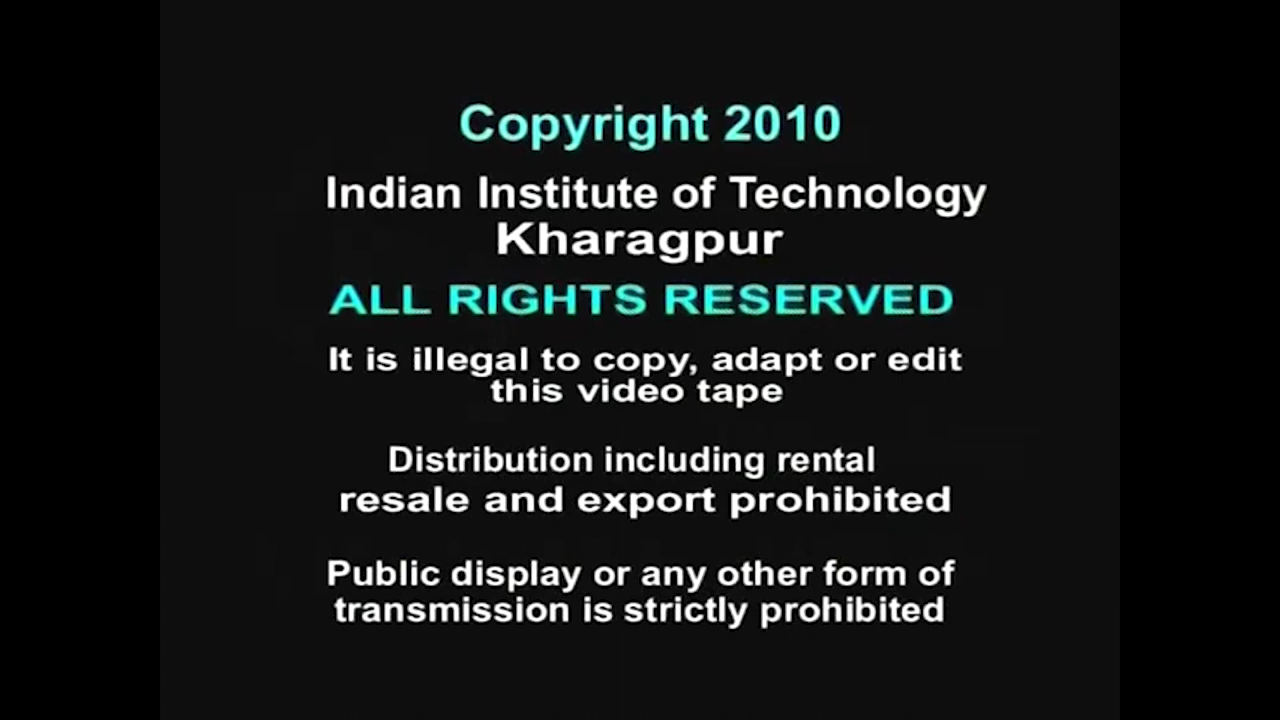 Copyright 2010
Indian Institute of Technology
Kharagpur
ALL RIGHTS RESERVED
It is illegal to copy, adapt or edit
this video tape
Distribution including rental
resale and export prohibited
Public display or any other form of
transmission is strictly prohibited